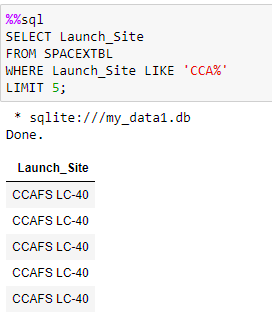 %%sql
SELECT Launch_Site
FROM SPACEXTBL
WHERE Launch_Site LIKE 'CCA%'
LIMIT 5;
* sqlite:///my_data1.db
Done.
Launch_Site
CCAFS LC-40
CCAFS LC-40
CCAFS LC-40
CCAFS LC-40
CCAFS LC-40